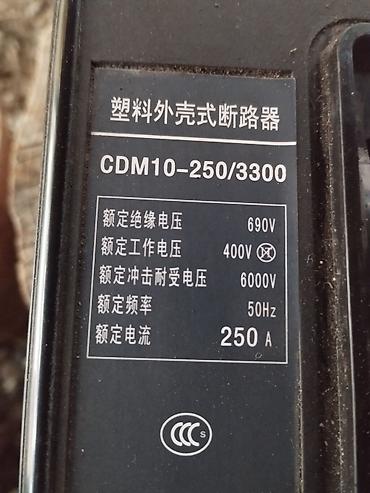 塑料外壳式断路器
CDM10-250/3300
额定绝缘电压 690V
额定工作电压 400V
额定冲击耐受电压 6000V
额定频率 50Hz
额定电流 250 A
CCC S